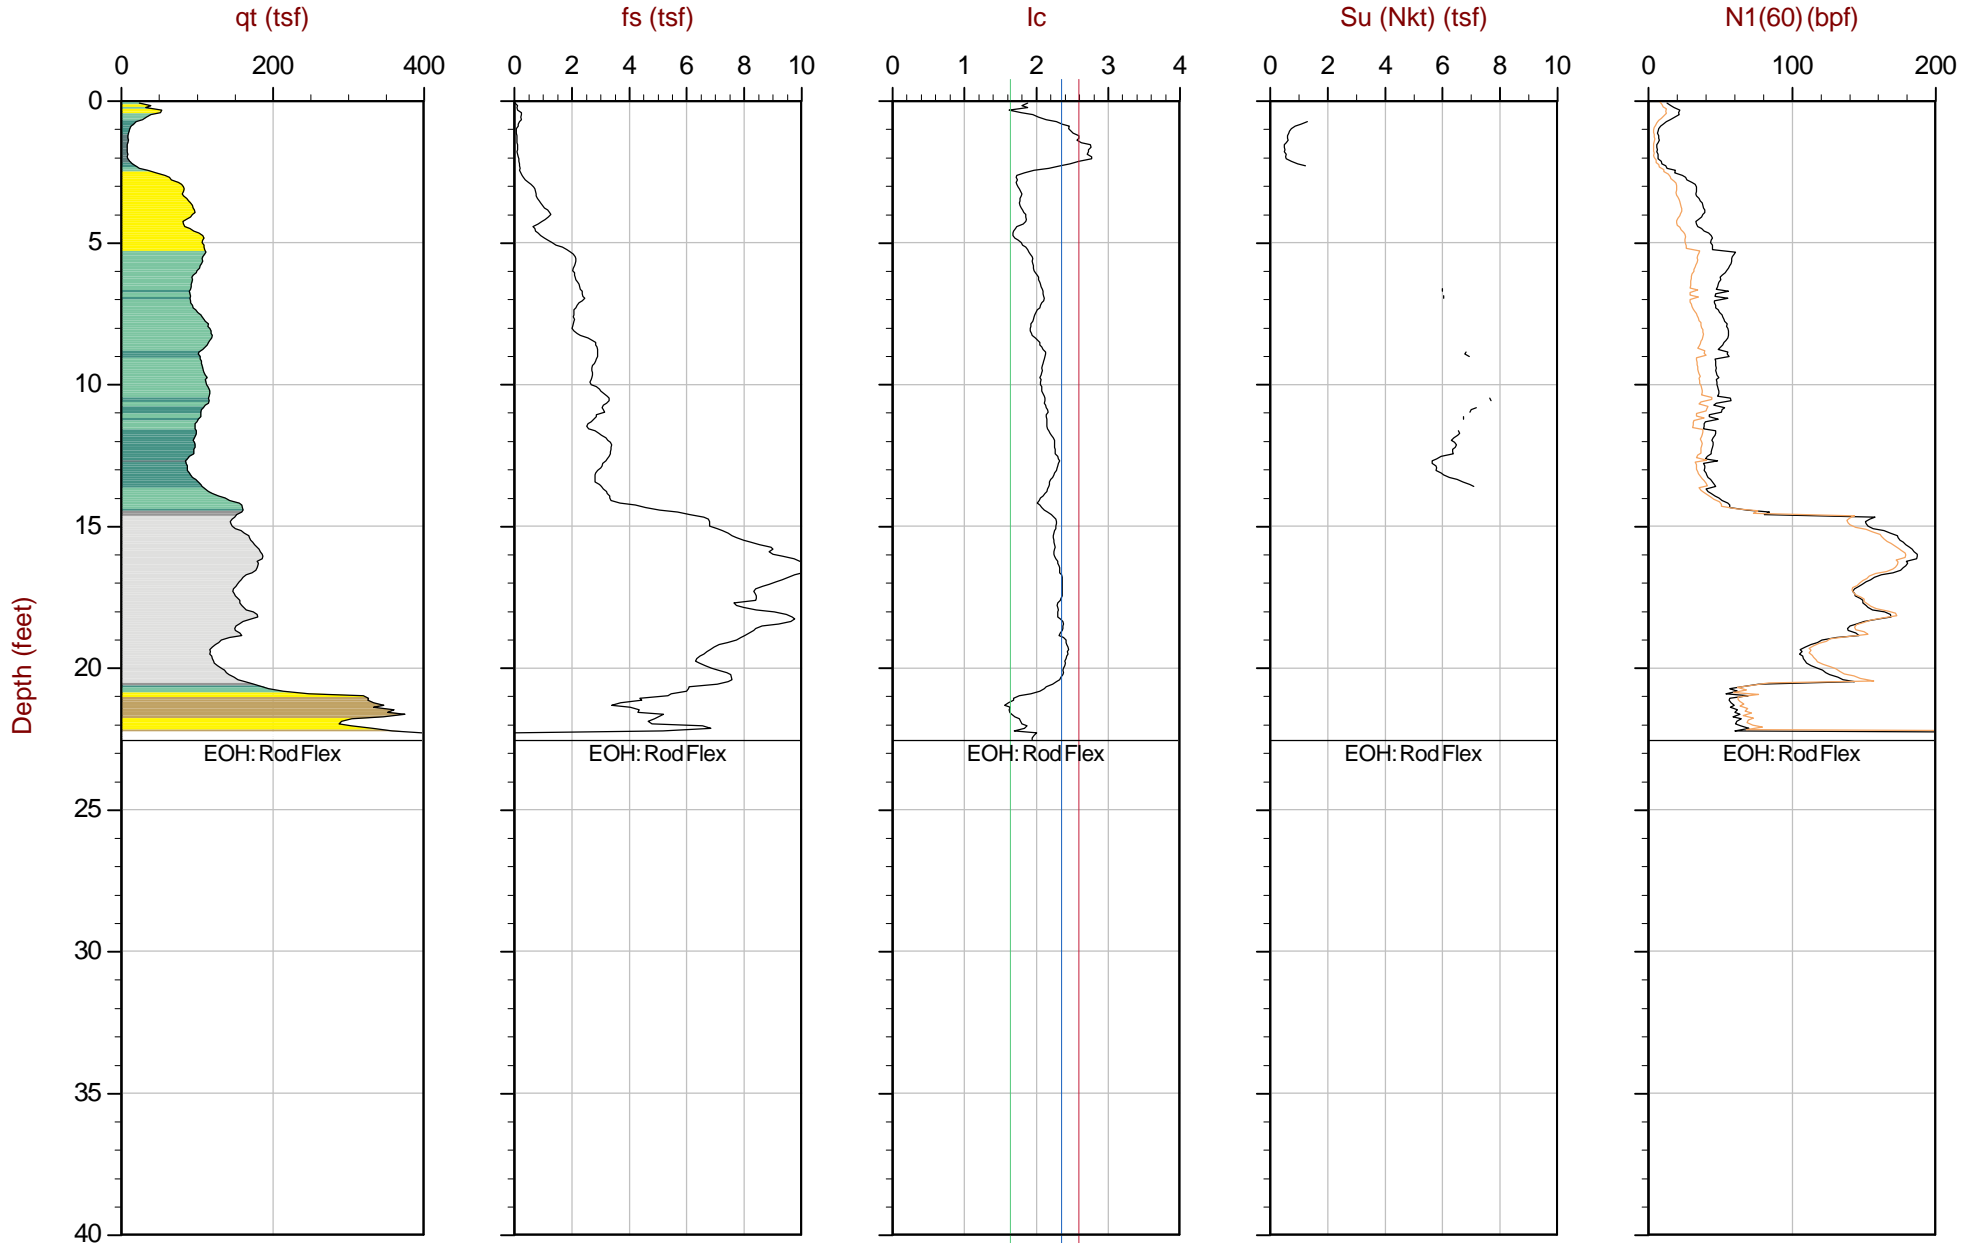 qt (tsf) fs (tsf) Ic Su (Nkt) (tsf) N1(60) (bpf)
0 200 400 0 2 4 6 8 10 0 1 2 3 4 0 2 4 6 8 10 0 100 200
0
5
10
15
20
EOH: Rod Flex EOH: Rod Flex EOH: Rod Flex EOH: Rod Flex EOH: Rod Flex
25
30
35
40
Depth (feet)